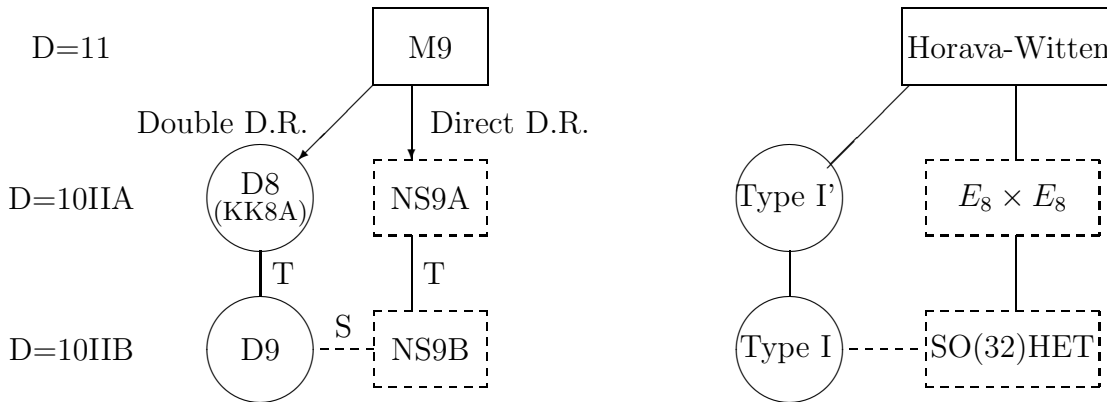 D=11
M9
Horava-Witten
Double D.R.
Direct D.R.
D=10IIA
D8
(KK8A)
NS9A
Type I'
E₈ × E₈
T
T
D=10IIB
D9
S
NS9B
Type I
SO(32)HET